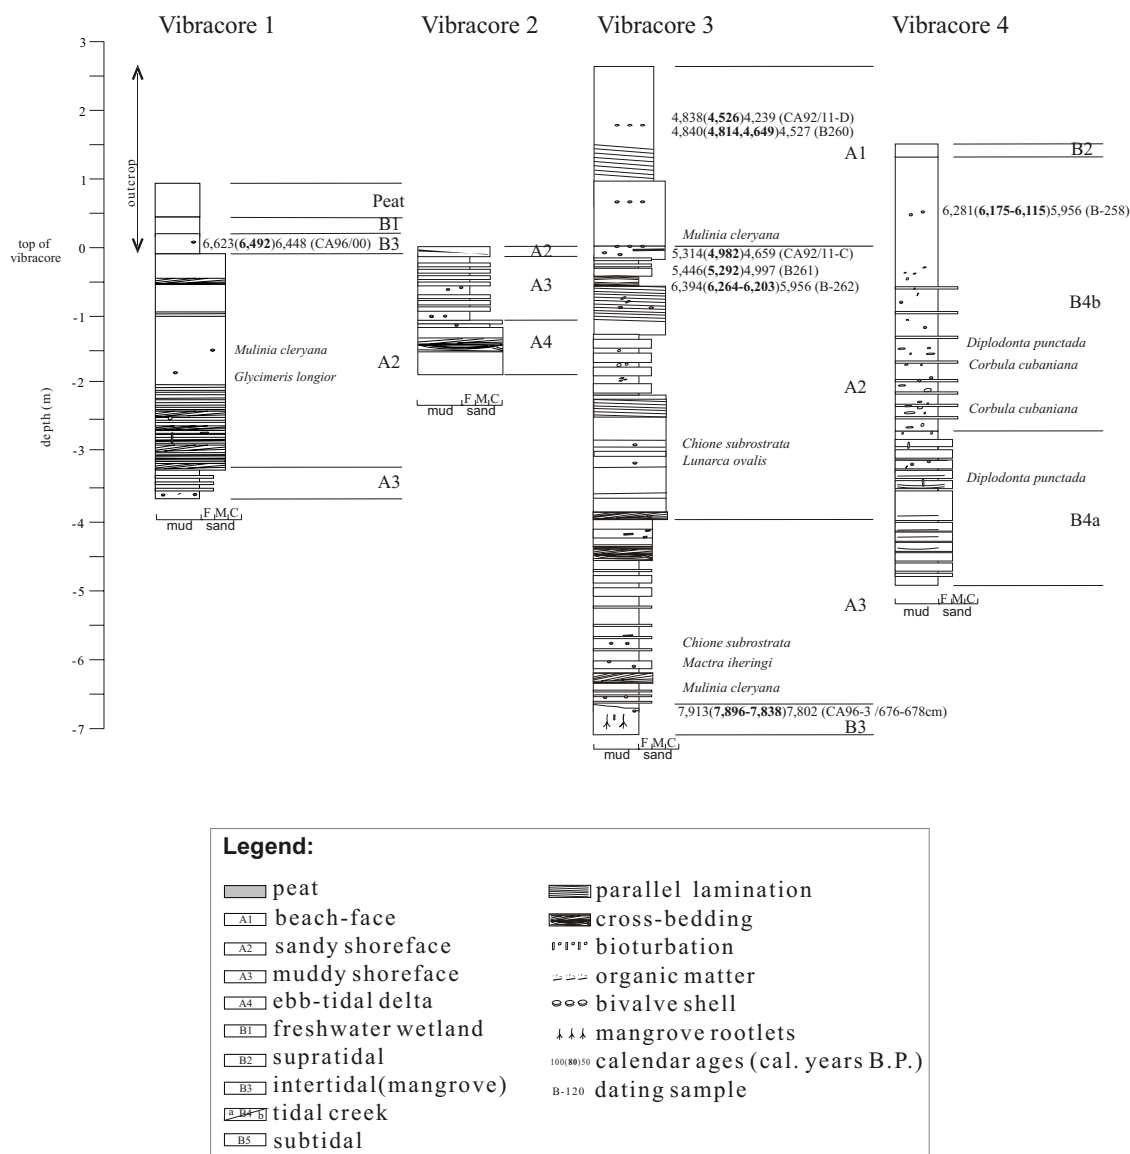 Vibracore 1
Vibracore 2
Vibracore 3
Vibracore 4
3
2
1
0
-1
-2
-3
-4
-5
-6
-7
top of
vibracore
depth (m)
outcrop
Peat
B1
B3
6,623(6,492)6,448 (CA96/00)
Mulinia cleryana
Glycimeris longior
A2
A3
F M C
mud sand
A2
A3
A4
F M C
mud sand
4,838(4,526)4,239 (CA92/11-D)
4,840(4,814,4,649)4,527 (B260)
A1
Mulinia cleryana
5,314(4,982)4,659 (CA92/11-C)
5,446(5,292)4,997 (B261)
6,394(6,264-6,203)5,956 (B-262)
A2
Chione subrostrata
Lunarca ovalis
A3
Chione subrostrata
Mactra iheringi
Mulinia cleryana
7,913(7,896-7,838)7,802 (CA96-3 /676-678cm)
B3
F M C
mud sand
B2
6,281(6,175-6,115)5,956 (B-258)
B4b
Diplodonta punctada
Corbula cubaniana
Corbula cubaniana
Diplodonta punctada
B4a
F M C
mud sand
Legend:
peat
A1 beach-face
A2 sandy shoreface
A3 muddy shoreface
A4 ebb-tidal delta
B1 freshwater wetland
B2 supratidal
B3 intertidal(mangrove)
a B4 b tidal creek
B5 subtidal
parallel lamination
cross-bedding
bioturbation
organic matter
bivalve shell
mangrove rootlets
100(80)50 calendar ages (cal. years B.P.)
B-120 dating sample